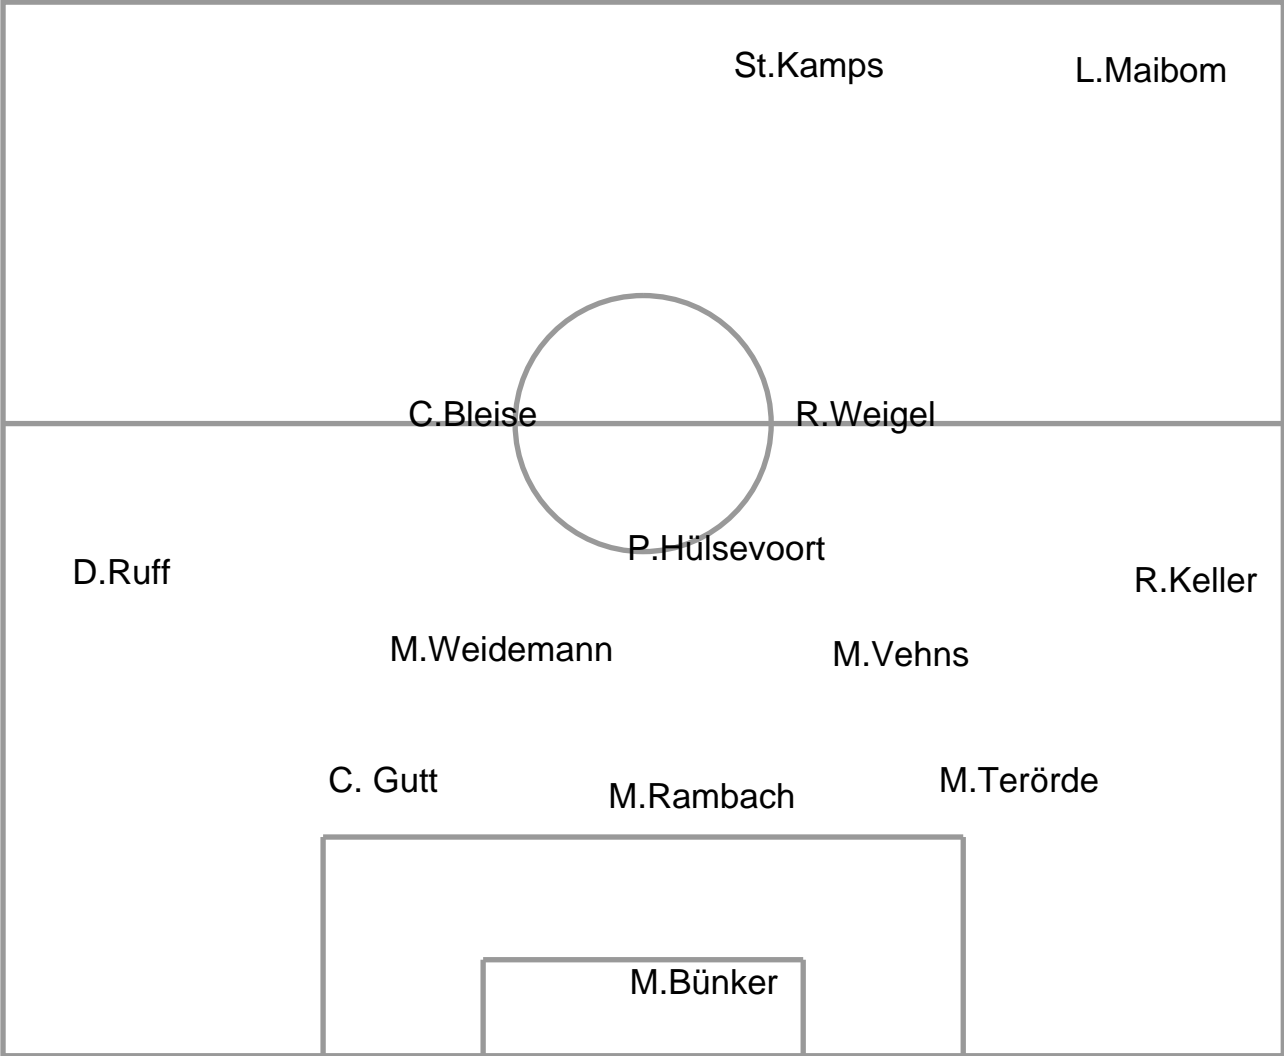 St.Kamps
L.Maibom
C.Bleise
R.Weigel
P.Hülsevoort
D.Ruff
R.Keller
M.Weidemann
M.Vehns
C. Gutt
M.Rambach
M.Terörde
M.Bünker